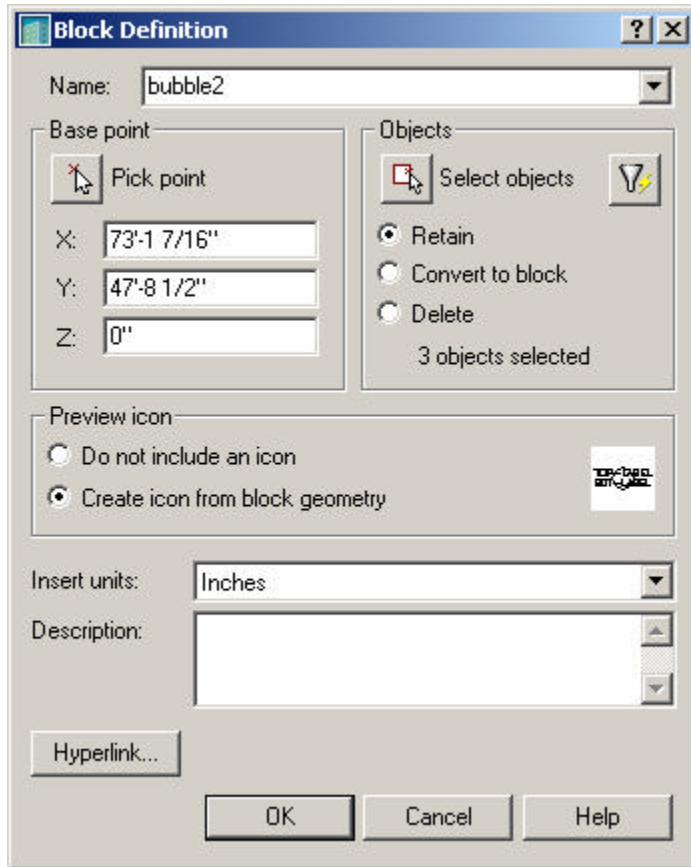 Block Definition
Name: bubble2
Base point
Pick point
X: 73'-1 7/16"
Y: 47'-8 1/2"
Z: 0"
Objects
Select objects
Retain
Convert to block
Delete
3 objects selected
Preview icon
Do not include an icon
Create icon from block geometry
Insert units: Inches
Description:
Hyperlink...
OK Cancel Help